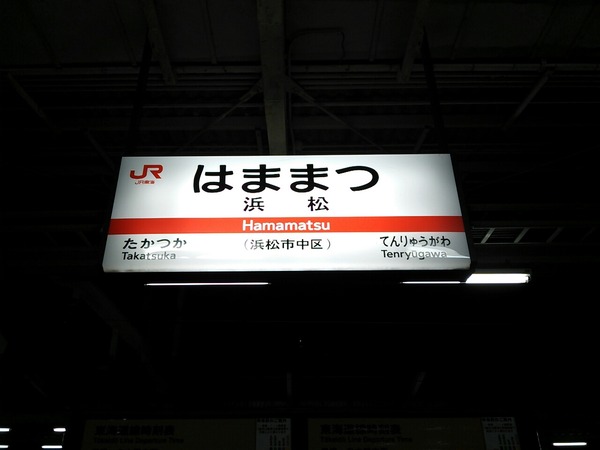 JR
JR東海
はままつ
浜松
Hamamatsu
たかつか
Takatsuka
（浜松市中区）
てんりゅうがわ
Tenryūgawa